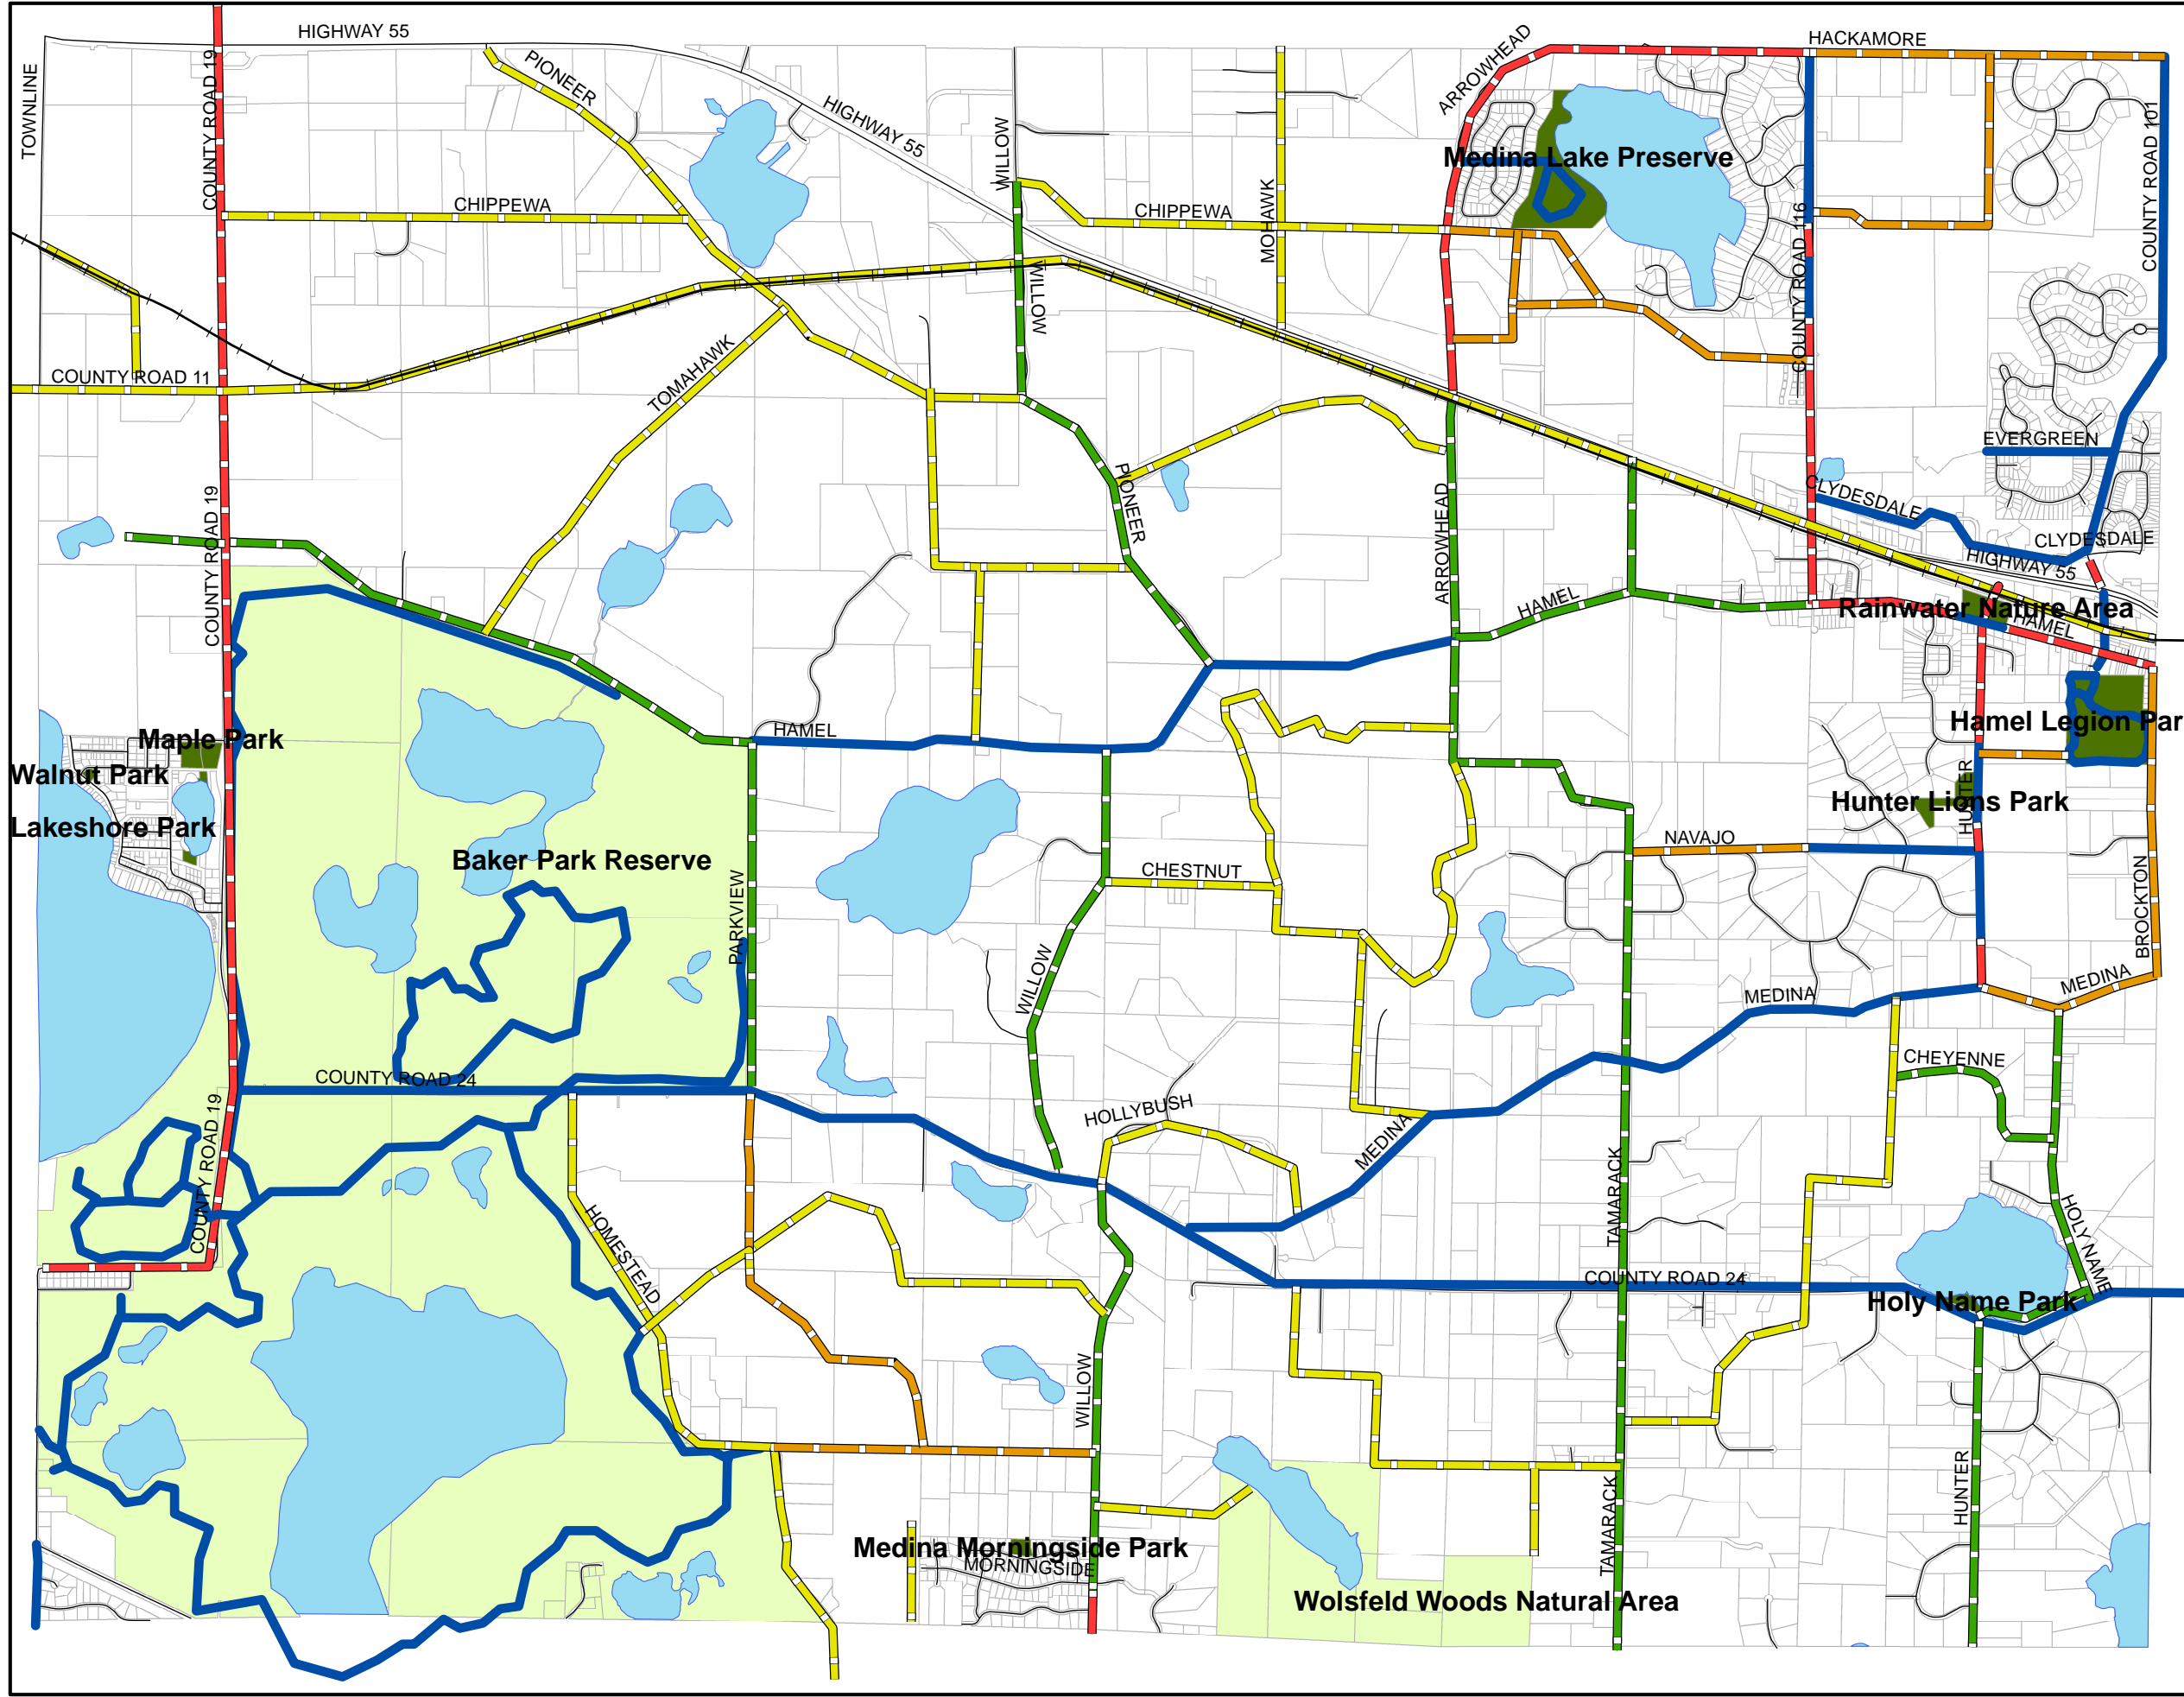 HIGHWAY 55
HACKAMORE
ARROWHEAD
PIONEER
TOWNLINE
COUNTY ROAD 19
HIGHWAY 55
WILLOW
COUNTY ROAD 101
Medina Lake Preserve
CHIPPEWA
CHIPPEWA
MOHAWK
COUNTY ROAD 116
WILLOW
COUNTY ROAD 11
TOMAHAWK
EVERGREEN
PIONEER
CLYDESDALE
COUNTY ROAD 19
ARROWHEAD
CLYDESDALE
HIGHWAY 55
HAMEL
Rainwater Nature Area
HAMEL
Hamel Legion Par
HAMEL
Maple Park
Walnut Park
Hunter Lions Park
HUNTER
Lakeshore Park
NAVAJO
Baker Park Reserve
CHESTNUT
PARKVIEW
BROCKTON
WILLOW
MEDINA
MEDINA
CHEYENNE
COUNTY ROAD 24
HOLLYBUSH
MEDINA
COUNTY ROAD 19
TAMARACK
HOLY NAME
HOMESTEAD
COUNTY ROAD 24
Holy Name Park
WILLOW
HUNTER
TAMARACK
Medina Morningside Park
MORNINGSIDE
Wolsfeld Woods Natural Area